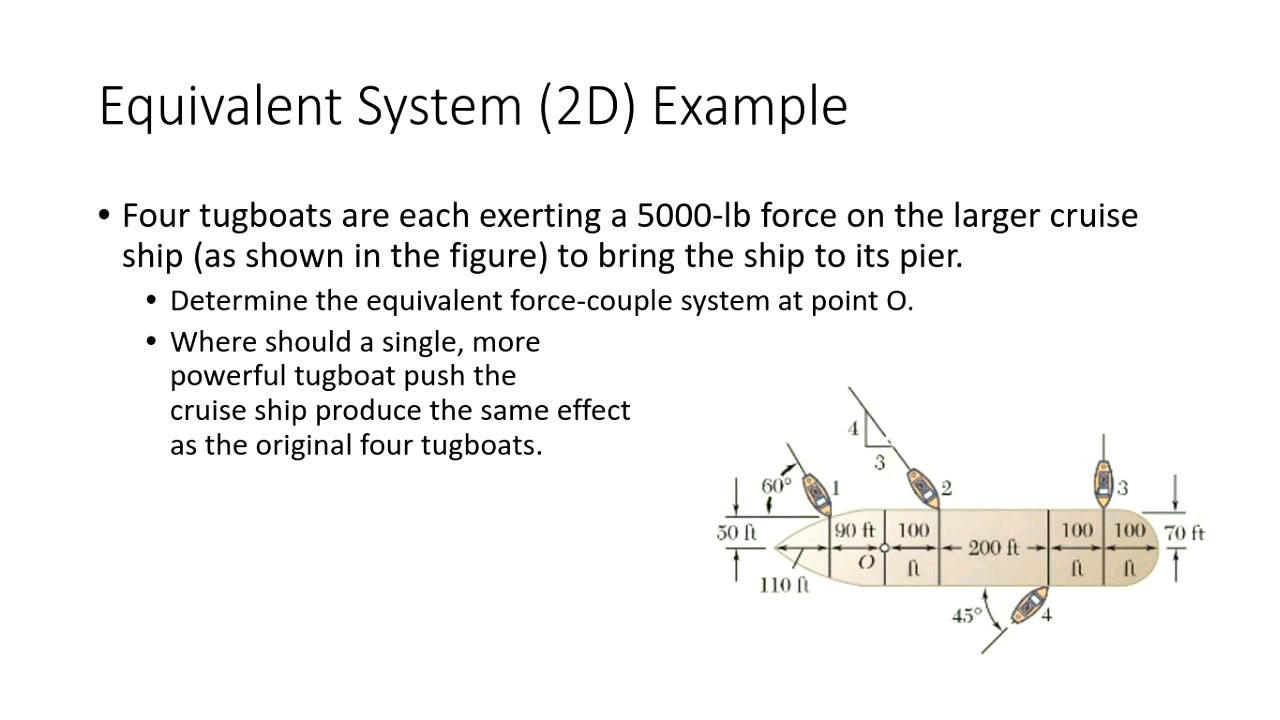 Equivalent System (2D) Example
• Four tugboats are each exerting a 5000-lb force on the larger cruise
ship (as shown in the figure) to bring the ship to its pier.
• Determine the equivalent force-couple system at point O.
• Where should a single, more
powerful tugboat push the
cruise ship produce the same effect
as the original four tugboats.
4
3
60°
1
2
3
50 ft
90 ft
100
ft
O
200 ft
100
ft
100
ft
70 ft
110 ft
45°
4